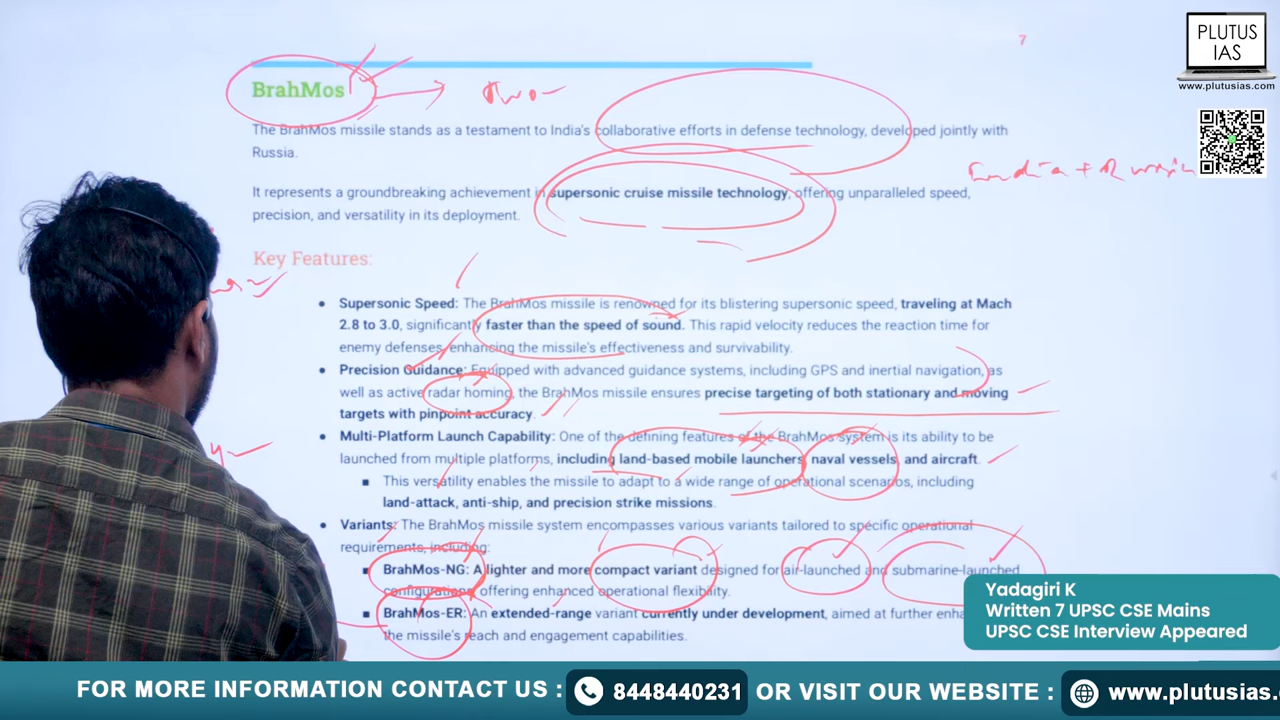 7
PLUTUS
IAS
www.plutusias.com
BrahMos
The BrahMos missile stands as a testament to India's collaborative efforts in defense technology, developed jointly with
Russia.
India + Russia
It represents a groundbreaking achievement in supersonic cruise missile technology, offering unparalleled speed,
precision, and versatility in its deployment.
Key Features:
Supersonic Speed: The BrahMos missile is renowned for its blistering supersonic speed, traveling at Mach
2.8 to 3.0, significantly faster than the speed of sound. This rapid velocity reduces the reaction time for
enemy defenses, enhancing the missile's effectiveness and survivability.
Precision Guidance: Equipped with advanced guidance systems, including GPS and inertial navigation, as
well as active radar homing, the BrahMos missile ensures precise targeting of both stationary and moving
targets with pinpoint accuracy.
Multi-Platform Launch Capability: One of the defining features of the BrahMos system is its ability to be
launched from multiple platforms, including land-based mobile launchers, naval vessels, and aircraft.
This versatility enables the missile to adapt to a wide range of operational scenarios, including
land-attack, anti-ship, and precision strike missions.
Variants: The BrahMos missile system encompasses various variants tailored to specific operational
requirements, including:
BrahMos-NG: A lighter and more compact variant designed for air-launched and submarine-launched
configurations, offering enhanced operational flexibility.
BrahMos-ER: An extended-range variant currently under development, aimed at further enha
the missile's reach and engagement capabilities.
Yadagiri K
Written 7 UPSC CSE Mains
UPSC CSE Interview Appeared
FOR MORE INFORMATION CONTACT US : 8448440231 OR VISIT OUR WEBSITE : www.plutusias.c